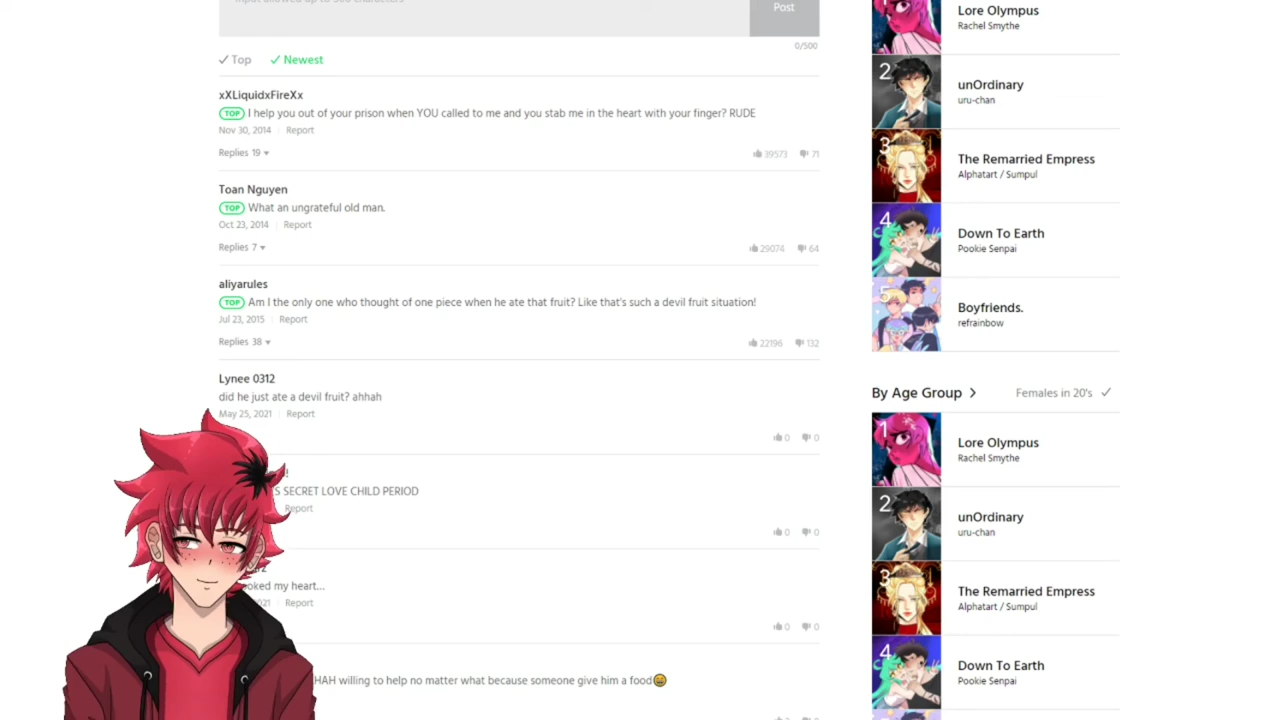 Post
0/500
Top
Newest
xXLiquidxFireXx
TOP I help you out of your prison when YOU called to me and you stab me in the heart with your finger? RUDE
Nov 30, 2014 Report
Replies 19
39573 71
Toan Nguyen
TOP What an ungrateful old man.
Oct 23, 2014 Report
Replies 7
29074 64
aliyarules
TOP Am I the only one who thought of one piece when he ate that fruit? Like that's such a devil fruit situation!
Jul 23, 2015 Report
Replies 38
22196 132
Lynee 0312
did he just ate a devil fruit? ahhah
May 25, 2021 Report
0 0
SECRET LOVE CHILD PERIOD
Report
0 0
my heart...
2021 Report
0 0
willing to help no matter what because someone give him a food😄
1
Lore Olympus
Rachel Smythe
2
unOrdinary
uru-chan
3
The Remarried Empress
Alphatart / Sumpul
4
Down To Earth
Pookie Senpai
5
Boyfriends.
refrainbow
By Age Group
Females in 20's
1
Lore Olympus
Rachel Smythe
2
unOrdinary
uru-chan
3
The Remarried Empress
Alphatart / Sumpul
4
Down To Earth
Pookie Senpai